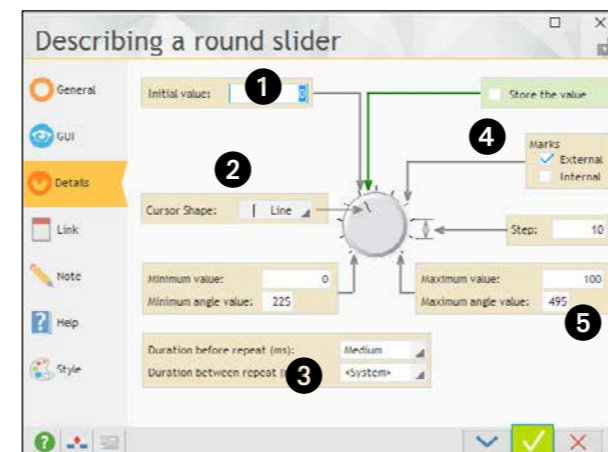 Describing a round slider
General
GUI
Details
Link
Note
Help
Style
1
Initial value: 0
Store the value
2
Cursor Shape: Line
4
Marks
External
Internal
Step: 10
Minimum value: 0
Minimum angle value: 225
Maximum value: 100
Maximum angle value: 495
5
Duration before repeat (ms): Medium
Duration between repeat <System>
3
?